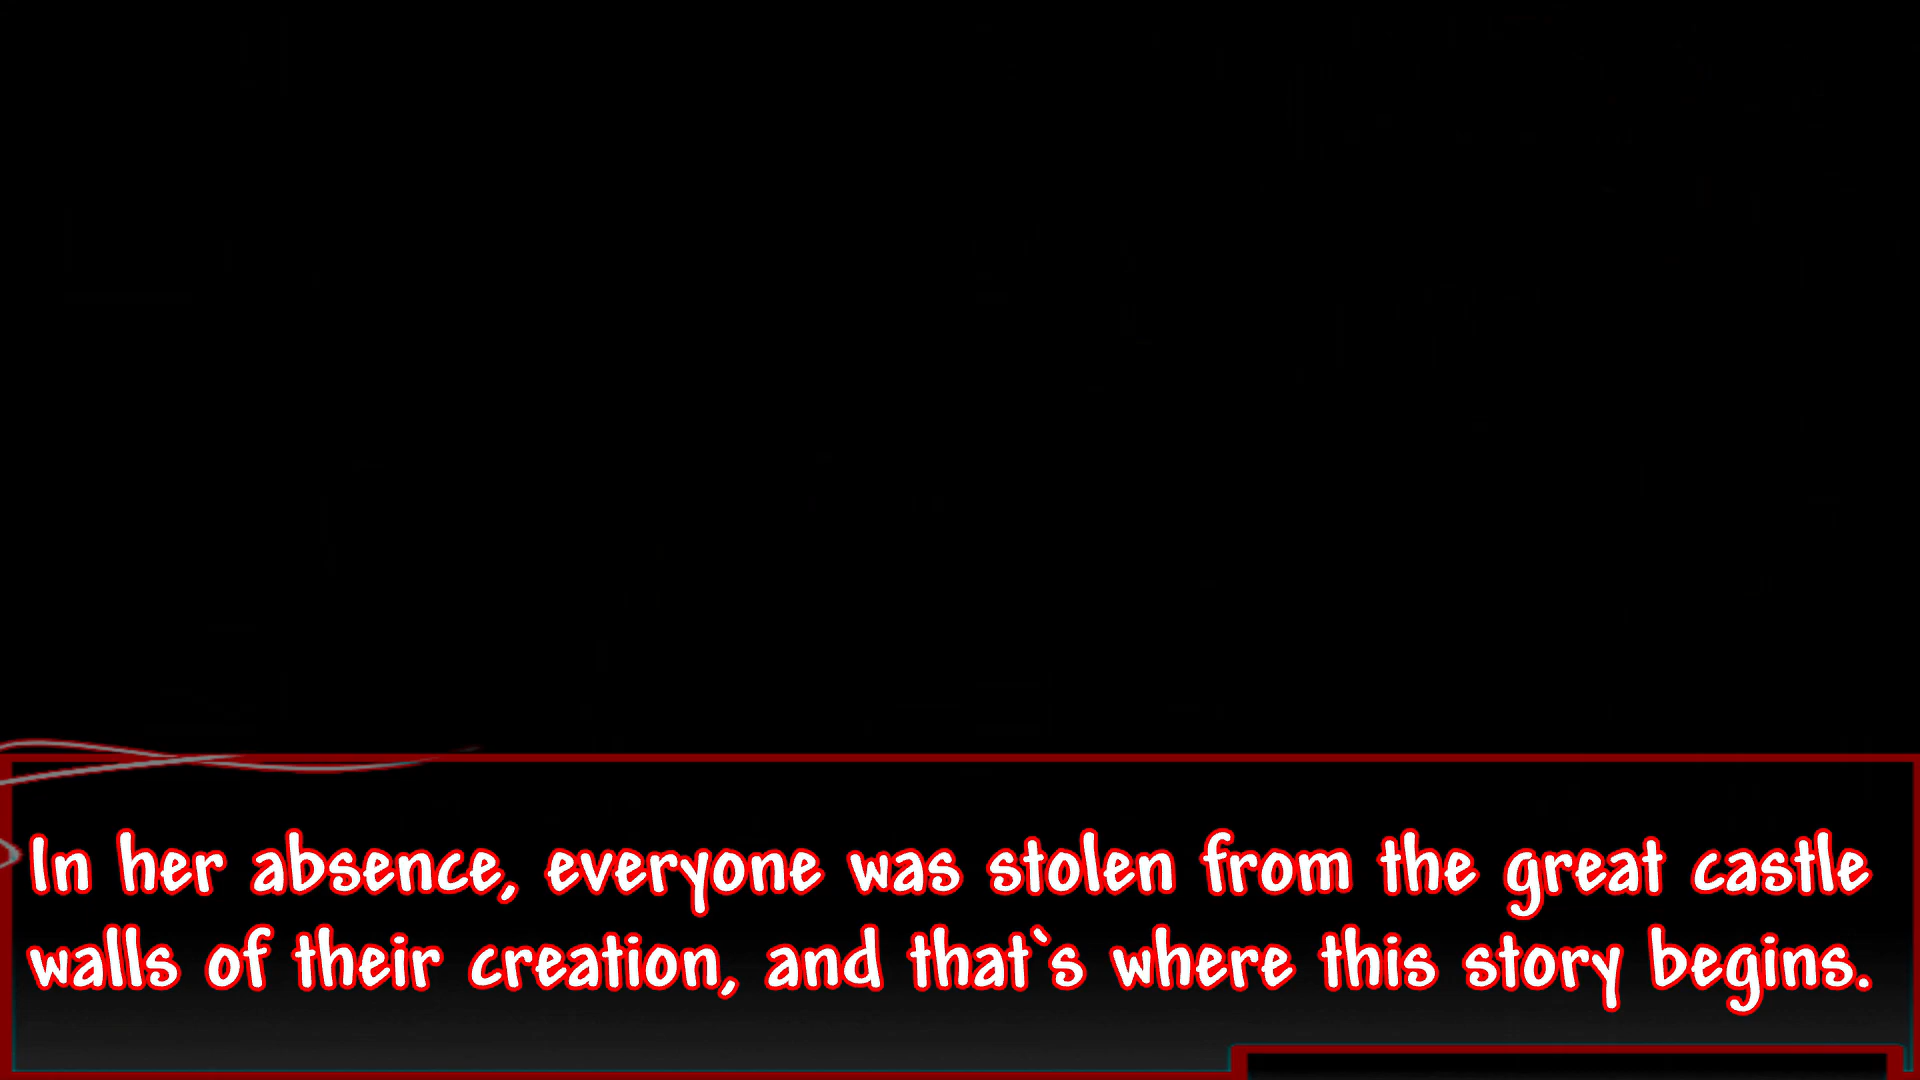 In her absence, everyone was stolen from the great castle
walls of their creation, and that`s where this story begins.